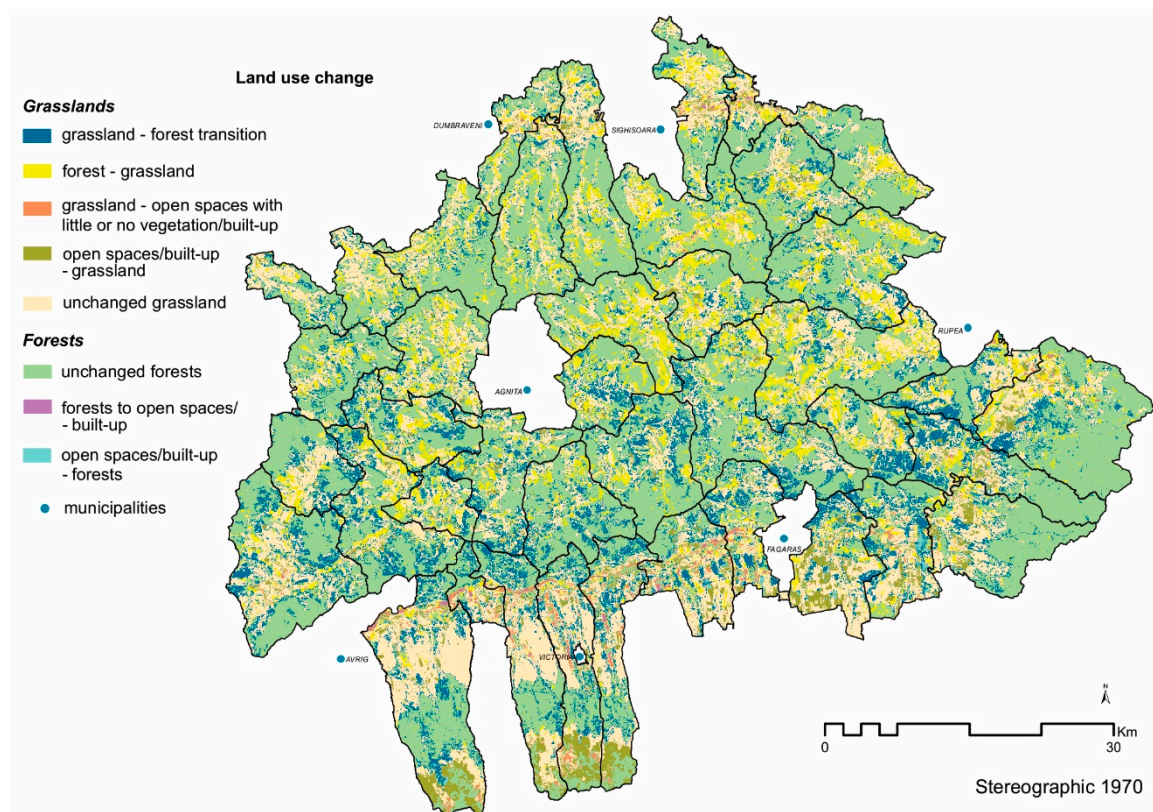 Land use change
Grasslands
grassland - forest transition
forest - grassland
grassland - open spaces with
little or no vegetation/built-up
open spaces/built-up
- grassland
unchanged grassland
Forests
unchanged forests
forests to open spaces/
- built-up
open spaces/built-up
- forests
municipalities
DUMBRAVENI
SIGHISOARA
RUPEA
AGNITA
FAGARAS
AVRIG
VICTORIA
N
Km
0 30
Stereographic 1970